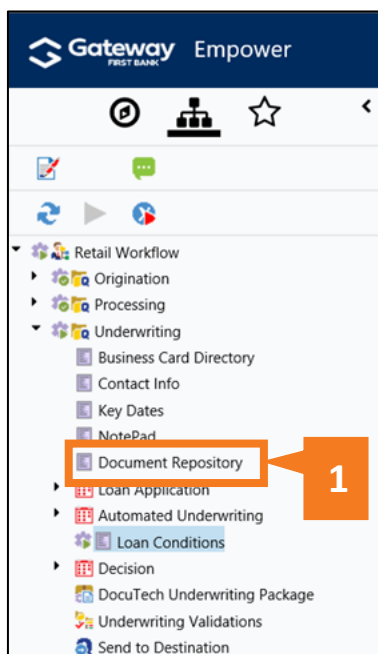 Gateway Empower
FIRST BANK
Retail Workflow
Origination
Processing
Underwriting
Business Card Directory
Contact Info
Key Dates
NotePad
Document Repository
1
Loan Application
Automated Underwriting
Loan Conditions
Decision
DocuTech Underwriting Package
Underwriting Validations
Send to Destination